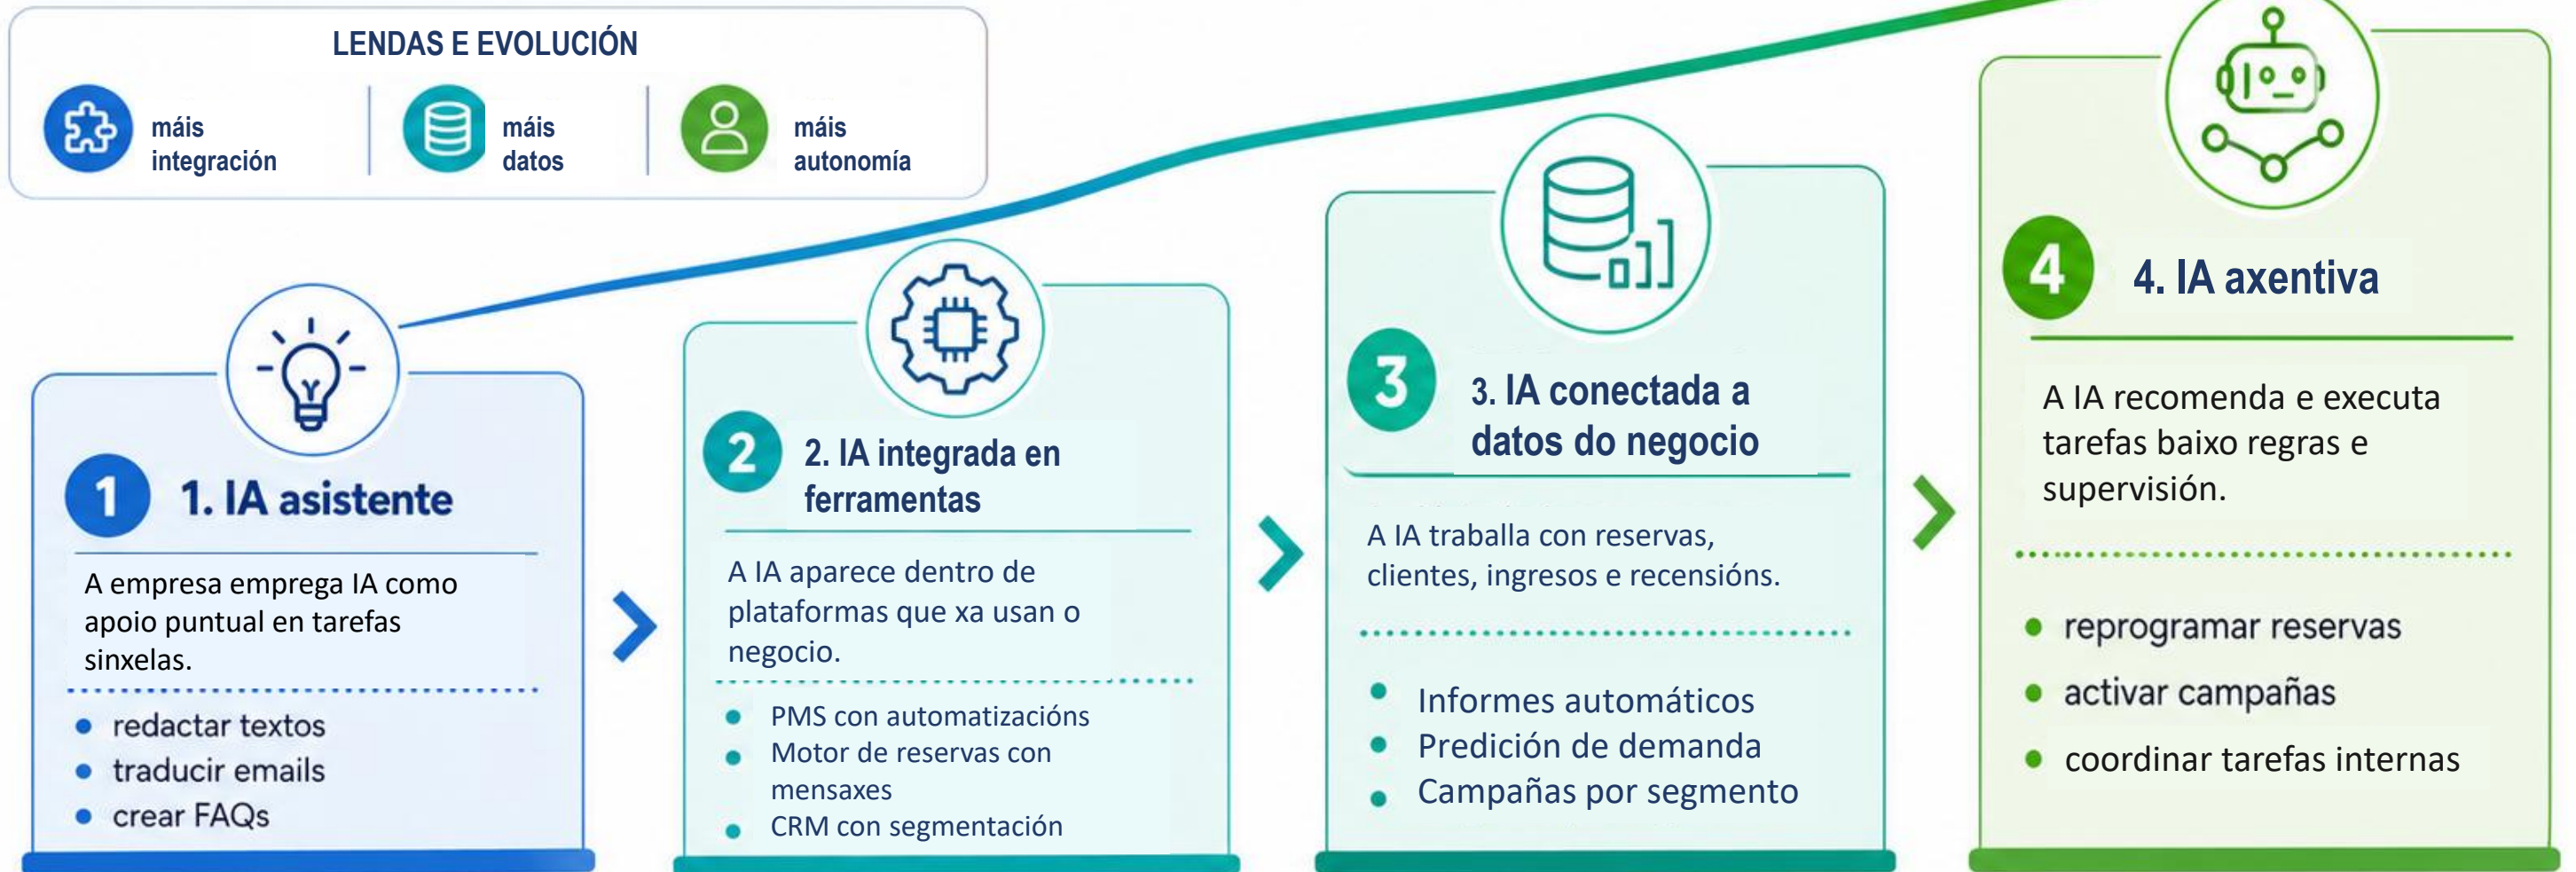 LENDAS E EVOLUCIÓN
máis
integración
máis
datos
máis
autonomía
1
1. IA asistente
A empresa emprega IA como
apoio puntual en tarefas
sinxelas.
• redactar textos
• traducir emails
• crear FAQs
2
2. IA integrada en
ferramentas
A IA aparece dentro de
plataformas que xa usan o
negocio.
• PMS con automatizacións
• Motor de reservas con
mensaxes
• CRM con segmentación
3
3. IA conectada a
datos do negocio
A IA traballa con reservas,
clientes, ingresos e recensións.
• Informes automáticos
• Predición de demanda
• Campañas por segmento
4
4. IA axentiva
A IA recomenda e executa
tarefas baixo regras e
supervisión.
• reprogramar reservas
• activar campañas
• coordinar tarefas internas